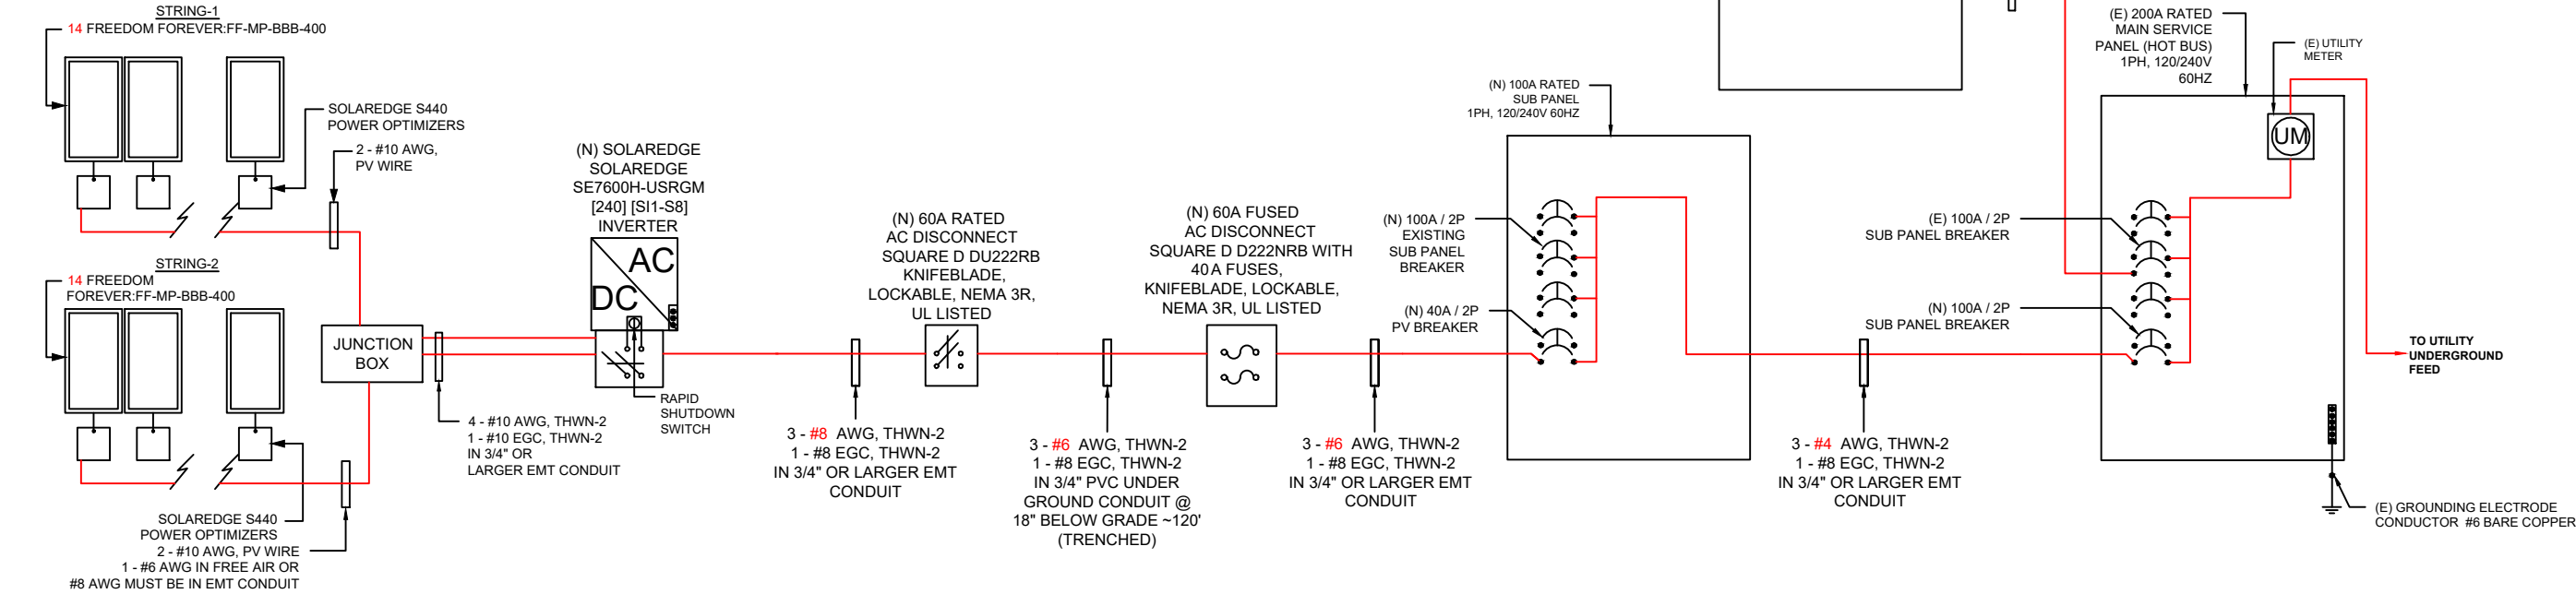 STRING-1
14 FREEDOM FOREVER:FF-MP-BBB-400
SOLAREDGE S440
POWER OPTIMIZERS
2 - #10 AWG,
PV WIRE
STRING-2
14 FREEDOM
FOREVER:FF-MP-BBB-400
JUNCTION
BOX
SOLAREDGE S440
POWER OPTIMIZERS
2 - #10 AWG, PV WIRE
1 - #6 AWG IN FREE AIR OR
#8 AWG MUST BE IN EMT CONDUIT
4 - #10 AWG, THWN-2
1 - #10 EGC, THWN-2
IN 3/4" OR
LARGER EMT CONDUIT
(N) SOLAREDGE
SOLAREDGE
SE7600H-USRGM
[240] [SI1-S8]
INVERTER
AC
DC
RAPID
SHUTDOWN
SWITCH
3 - #8 AWG, THWN-2
1 - #8 EGC, THWN-2
IN 3/4" OR LARGER EMT
CONDUIT
(N) 60A RATED
AC DISCONNECT
SQUARE D DU222RB
KNIFEBLADE,
LOCKABLE, NEMA 3R,
UL LISTED
3 - #6 AWG, THWN-2
1 - #8 EGC, THWN-2
IN 3/4" PVC UNDER
GROUND CONDUIT @
18" BELOW GRADE ~120'
(TRENCHED)
(N) 60A FUSED
AC DISCONNECT
SQUARE D D222NRB WITH
40A FUSES,
KNIFEBLADE, LOCKABLE,
NEMA 3R, UL LISTED
3 - #6 AWG, THWN-2
1 - #8 EGC, THWN-2
IN 3/4" OR LARGER EMT
CONDUIT
(N) 100A RATED
SUB PANEL
1PH, 120/240V 60HZ
(N) 100A / 2P
EXISTING
SUB PANEL
BREAKER
(N) 40A / 2P
PV BREAKER
3 - #4 AWG, THWN-2
1 - #8 EGC, THWN-2
IN 3/4" OR LARGER EMT
CONDUIT
(E) 200A RATED
MAIN SERVICE
PANEL (HOT BUS)
1PH, 120/240V
60HZ
(E) UTILITY
METER
UM
(E) 100A / 2P
SUB PANEL BREAKER
(N) 100A / 2P
SUB PANEL BREAKER
TO UTILITY
UNDERGROUND
FEED
(E) GROUNDING ELECTRODE
CONDUCTOR #6 BARE COPPER